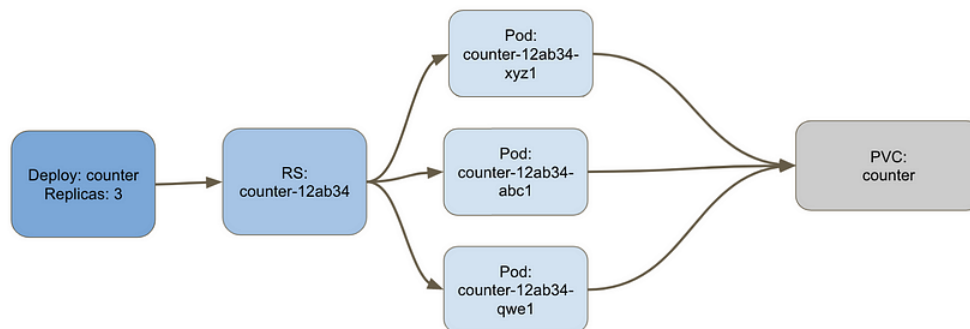 Deploy: counter
Replicas: 3
RS:
counter-12ab34
Pod:
counter-12ab34-
xyz1
Pod:
counter-12ab34-
abc1
Pod:
counter-12ab34-
qwe1
PVC:
counter